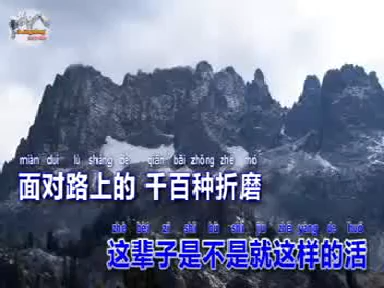 miàn duì lù shàng de qiān bǎi zhǒng zhé mó
面对路上的 千百种折磨
zhè bèi zi shì bù shì jiù zhè yàng de huó
这辈子是不是就这样的活